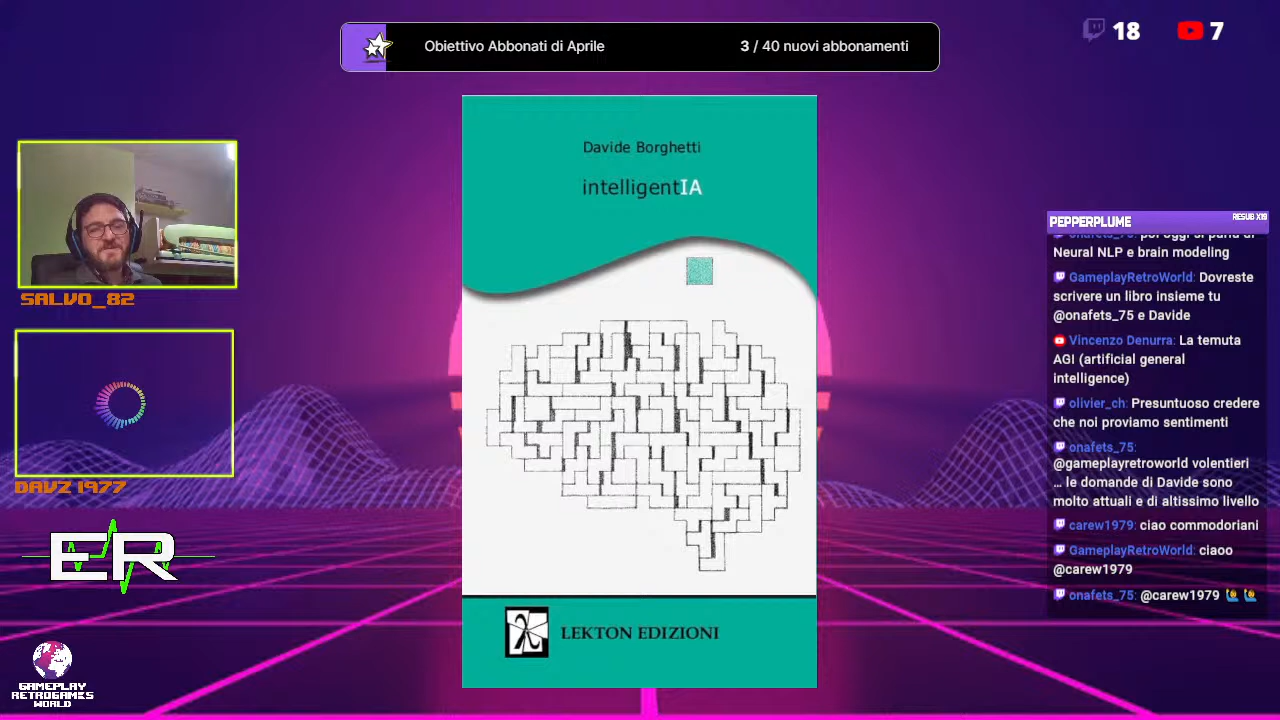 Obiettivo Abbonati di Aprile
3 / 40 nuovi abbonamenti
18
7
Davide Borghetti
intelligentIA
LEKTON EDIZIONI
SALVO_82
DAVZ 1977
ER
GAMEPLAY
RETROGAMES
WORLD
PEPPERPLUME
RESUB X19
Neural NLP e brain modeling
GameplayRetroWorld: Dovreste
scrivere un libro insieme tu
@onafets_75 e Davide
Vincenzo Denurra: La temuta
AGI (artificial general
intelligence)
olivier_ch: Presuntuoso credere
che noi proviamo sentimenti
onafets_75:
@gameplayretroworld volentieri
… le domande di Davide sono
molto attuali e di altissimo livello
carew1979: ciao commodoriani
GameplayRetroWorld: ciaoo
@carew1979
onafets_75: @carew1979